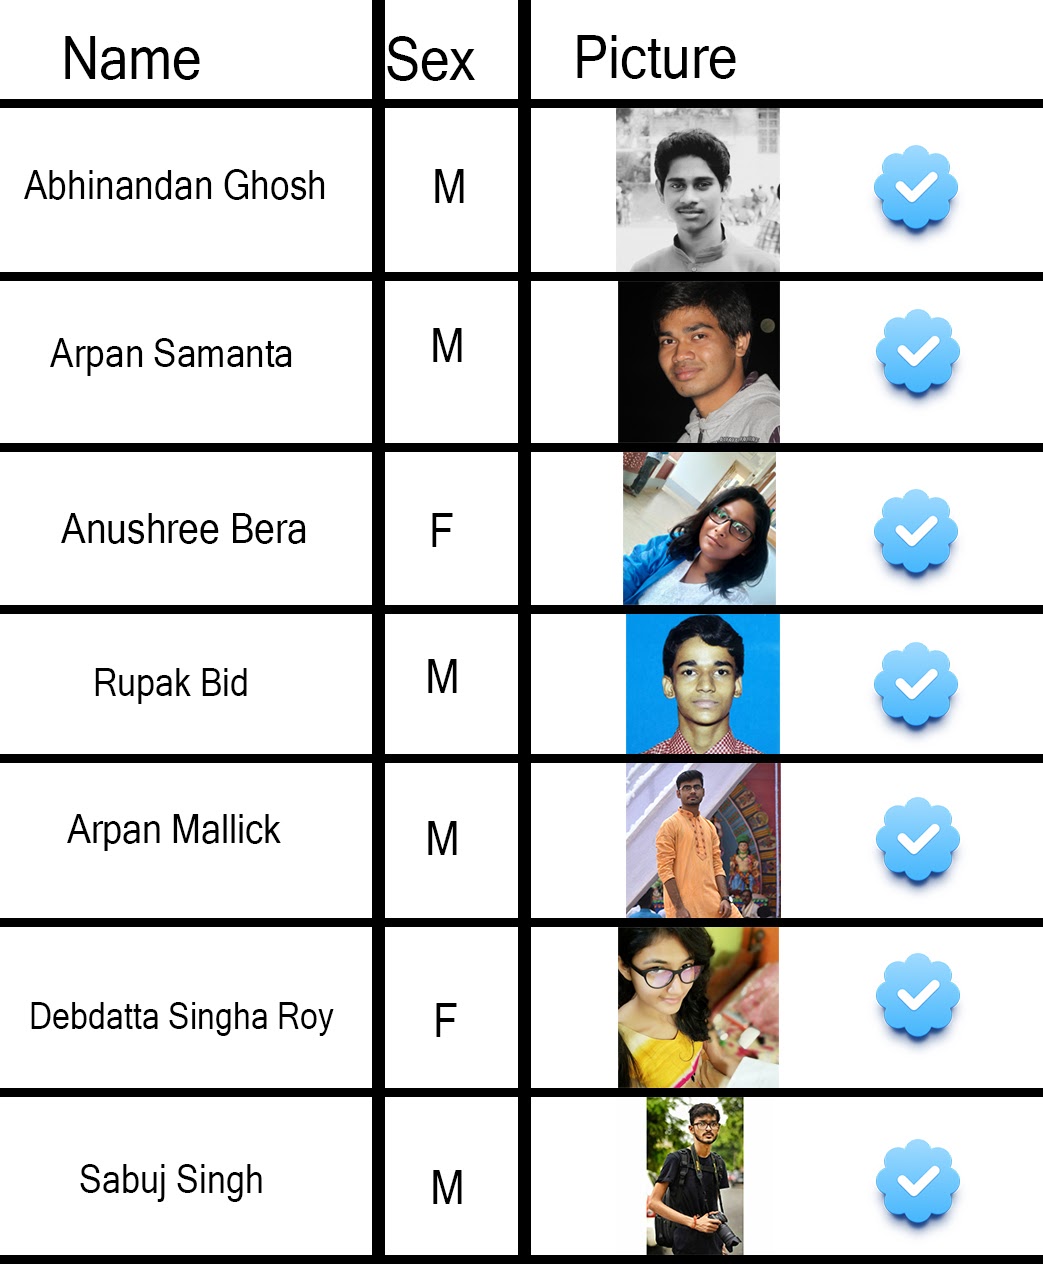 Name Sex Picture
Abhinandan Ghosh M
Arpan Samanta M
Anushree Bera F
Rupak Bid M
Arpan Mallick M
Debdatta Singha Roy F
Sabuj Singh M